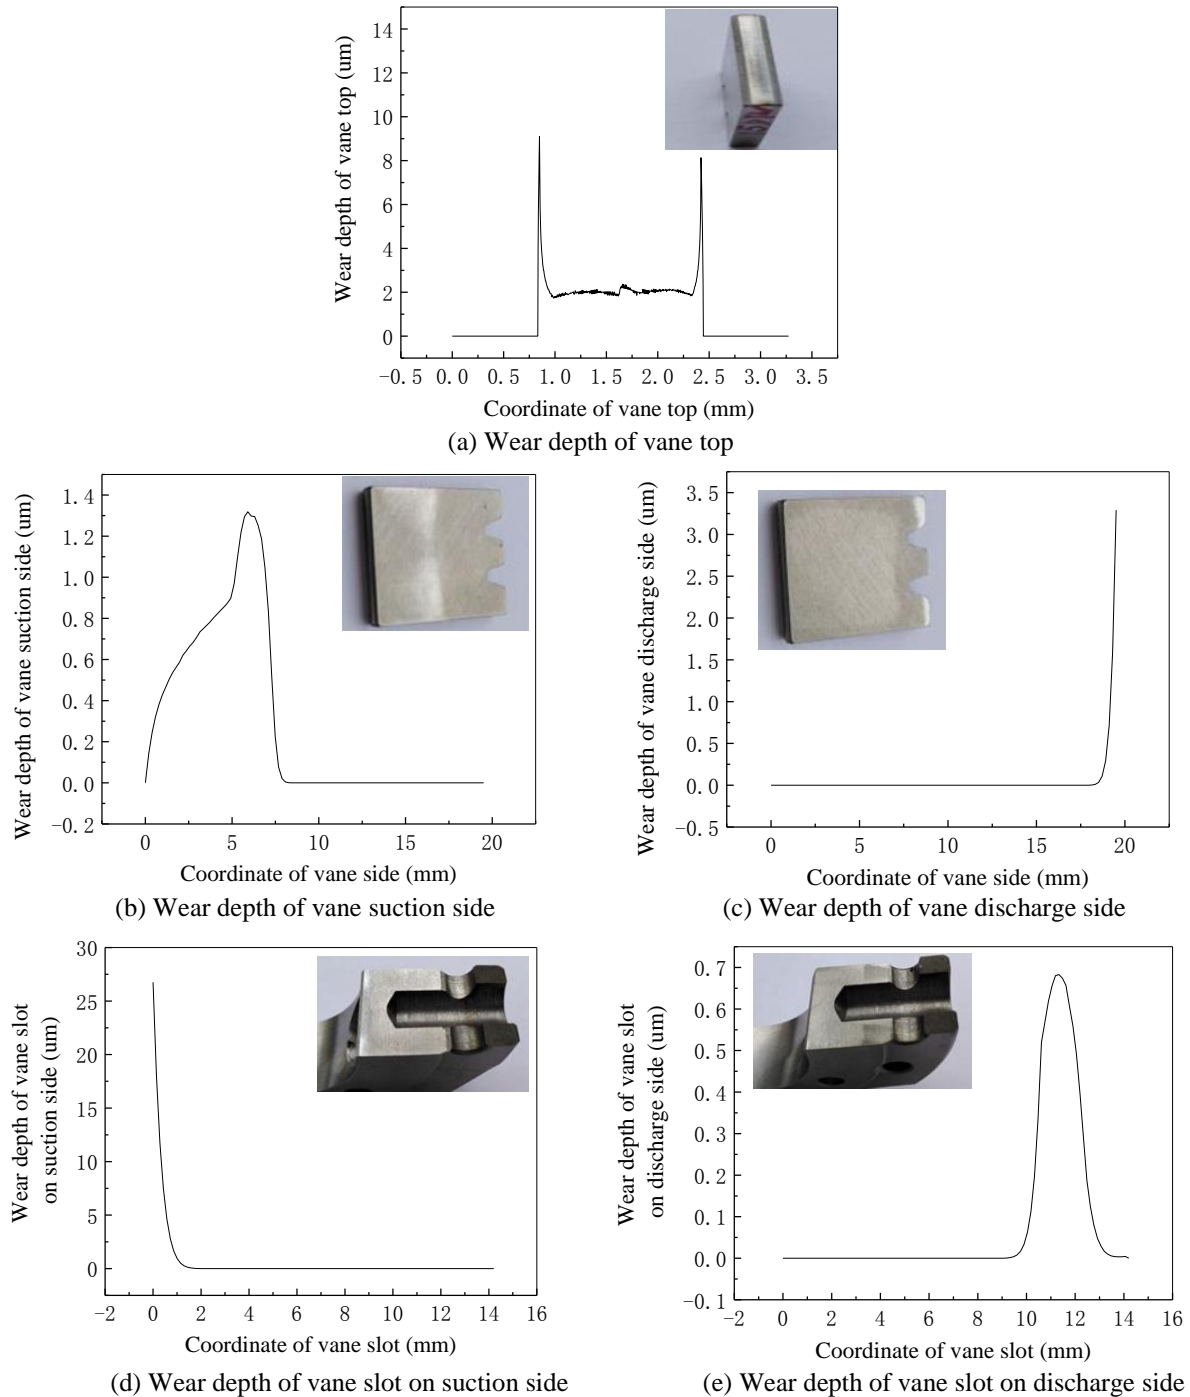 14
12
10
8
6
4
2
0
Wear depth of vane top (um)
-0.5 0.0 0.5 1.0 1.5 2.0 2.5 3.0 3.5
Coordinate of vane top (mm)
(a) Wear depth of vane top
1.4
1.2
1.0
0.8
0.6
0.4
0.2
0.0
-0.2
Wear depth of vane suction side (um)
0 5 10 15 20
Coordinate of vane side (mm)
(b) Wear depth of vane suction side
3.5
3.0
2.5
2.0
1.5
1.0
0.5
0.0
-0.5
Wear depth of vane discharge side (um)
0 5 10 15 20
Coordinate of vane side (mm)
(c) Wear depth of vane discharge side
30
25
20
15
10
5
0
Wear depth of vane slot
on suction side (um)
-2 0 2 4 6 8 10 12 14 16
Coordinate of vane slot (mm)
(d) Wear depth of vane slot on suction side
0.7
0.6
0.5
0.4
0.3
0.2
0.1
0.0
-0.1
Wear depth of vane slot
on discharge side (um)
-2 0 2 4 6 8 10 12 14 16
Coordinate of vane slot (mm)
(e) Wear depth of vane slot on discharge side